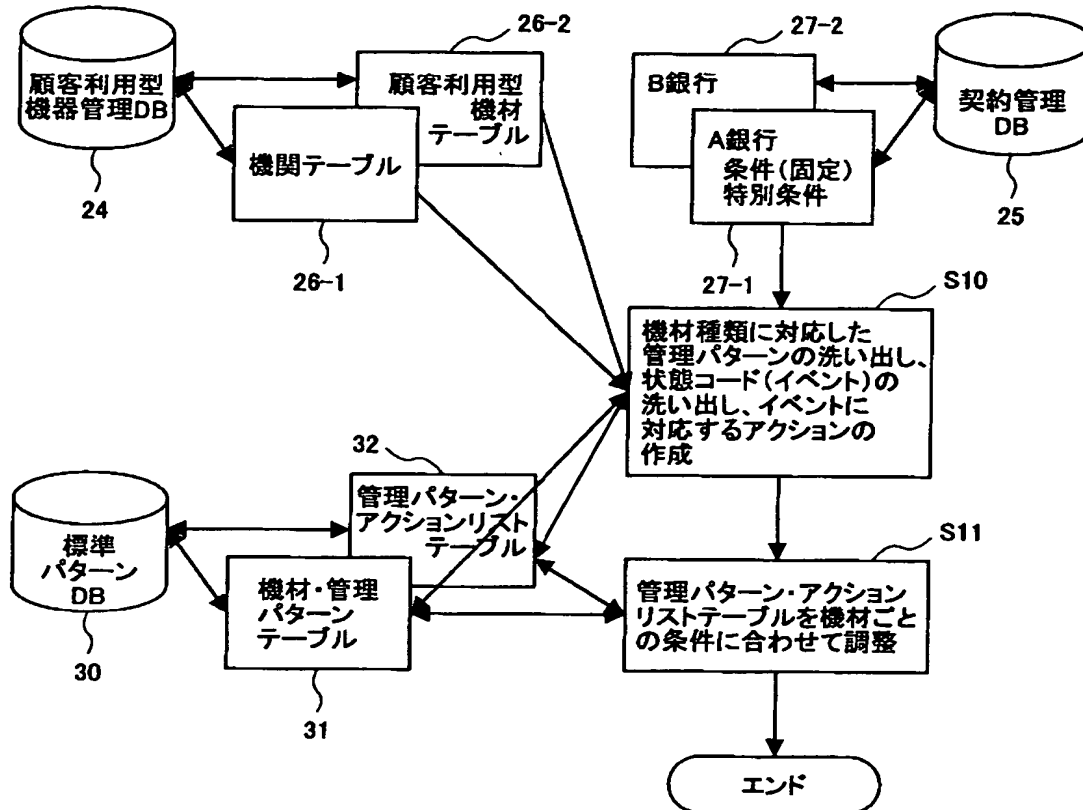 26-2
27-2
顧客利用型
機器管理DB
24
顧客利用型
機材
テーブル
機関テーブル
26-1
B銀行
A銀行
条件(固定)
特別条件
27-1
契約管理
DB
25
S10
機材種類に対応した
管理パターンの洗い出し、
状態コード(イベント)の
洗い出し、イベントに
対応するアクションの
作成
32
管理パターン・
アクションリスト
テーブル
標準
パターン
DB
30
機材・管理
パターン
テーブル
31
S11
管理パターン・アクション
リストテーブルを機材ごと
の条件に合わせて調整
エンド